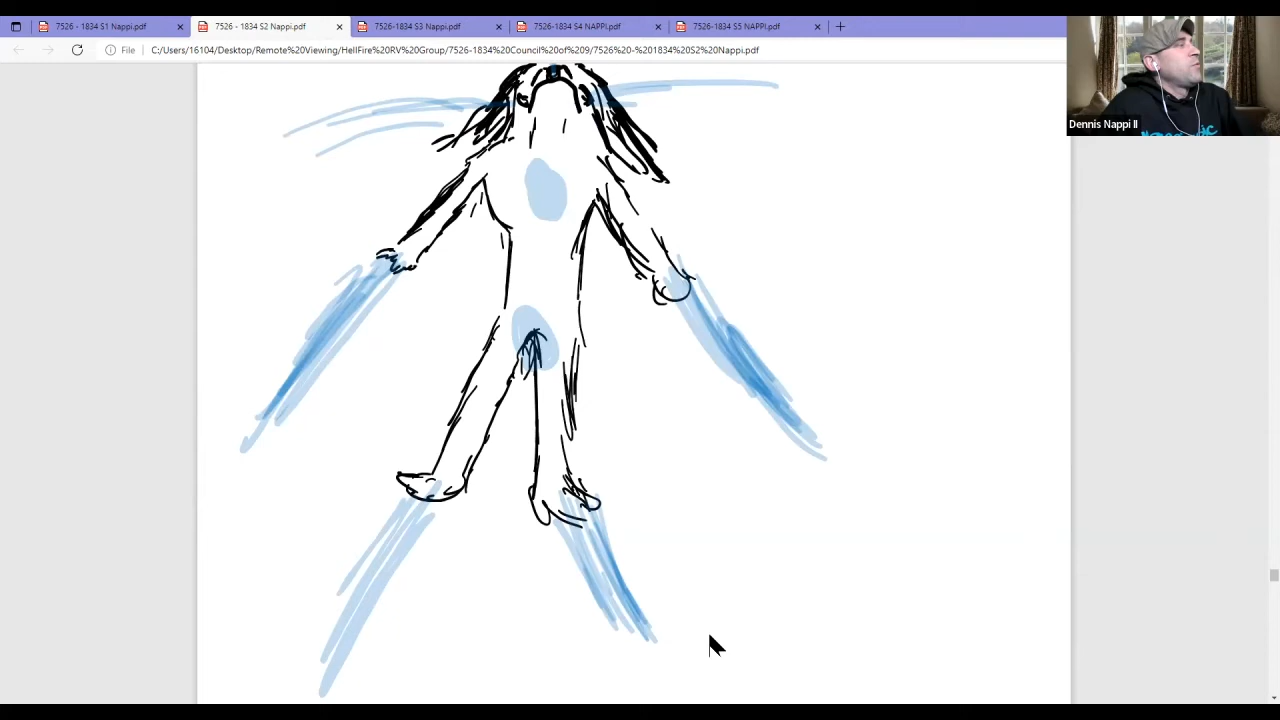 7526 - 1834 S1 Nappi.pdf
7526 - 1834 S2 Nappi.pdf
7526-1834 S3 Nappi.pdf
7526-1834 S4 NAPPI.pdf
7526-1834 S5 NAPPI.pdf
File
C:/Users/16104/Desktop/Remote%20Viewing/HellFire%20RV%20Group/7526-1834%20Council%20of%209/7526%20-%201834%20S2%20Nappi.pdf
Dennis Nappi II